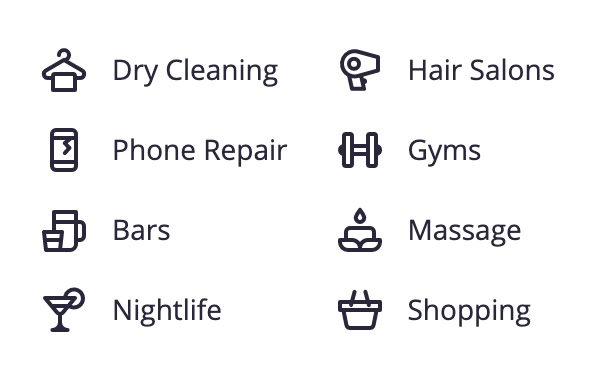 Dry Cleaning
Hair Salons
Phone Repair
Gyms
Bars
Massage
Nightlife
Shopping